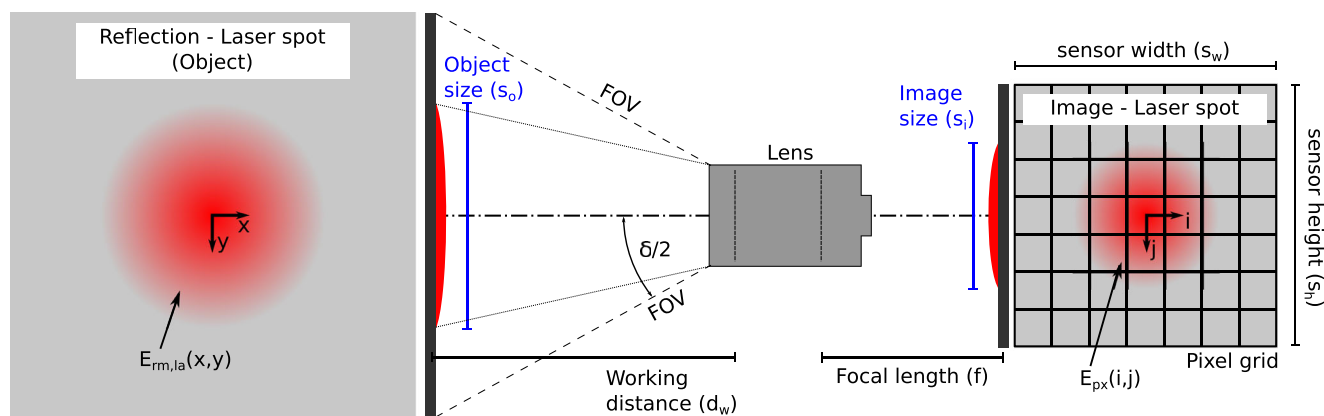 Reflection - Laser spot
(Object)
x
y
E_rm,la(x,y)
Object
size (s_o)
FOV
δ/2
FOV
Lens
Working
distance (d_w)
Image
size (s_i)
Focal length (f)
sensor width (s_w)
Image - Laser spot
i
j
sensor height (s_h)
Pixel grid
E_px(i,j)